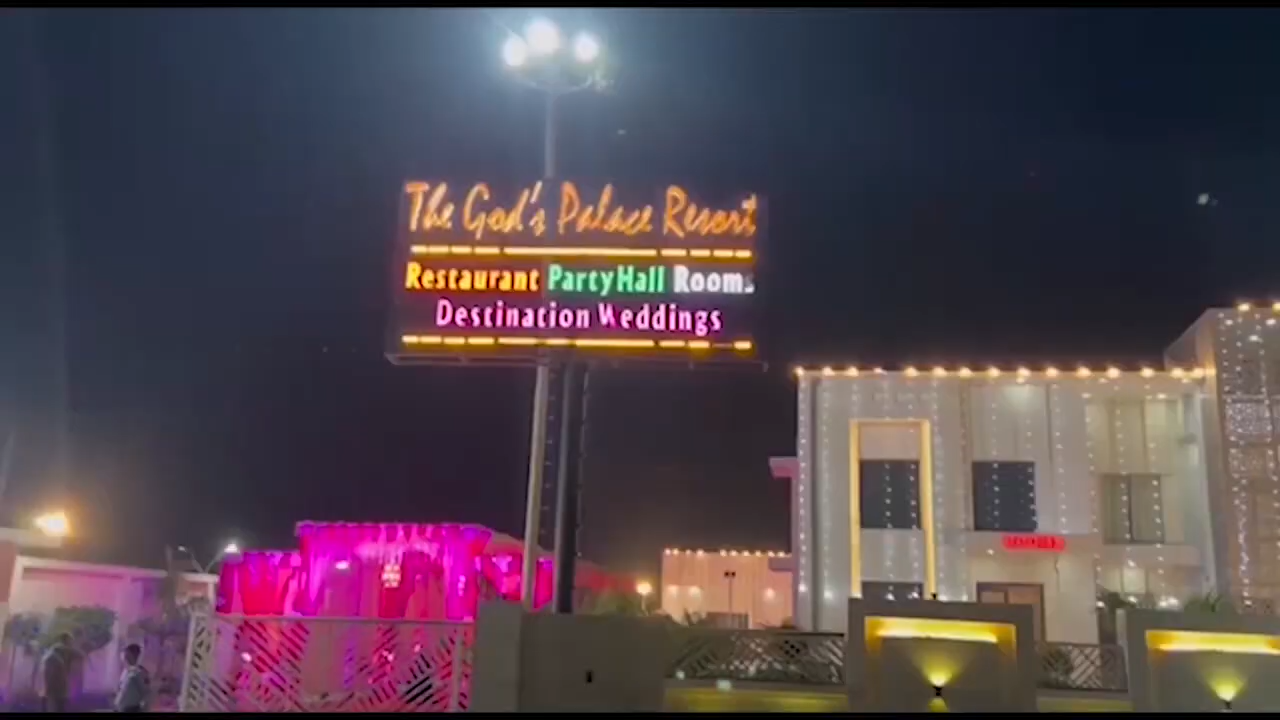 The God's Palace Resort
Restaurant PartyHall Rooms
Destination Weddings